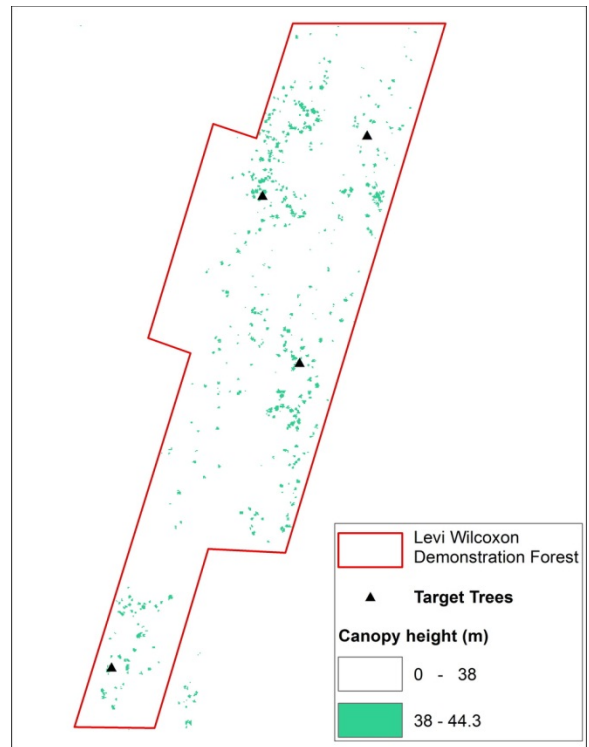 Levi Wilcoxon
Demonstration Forest
Target Trees
Canopy height (m)
0 - 38
38 - 44.3